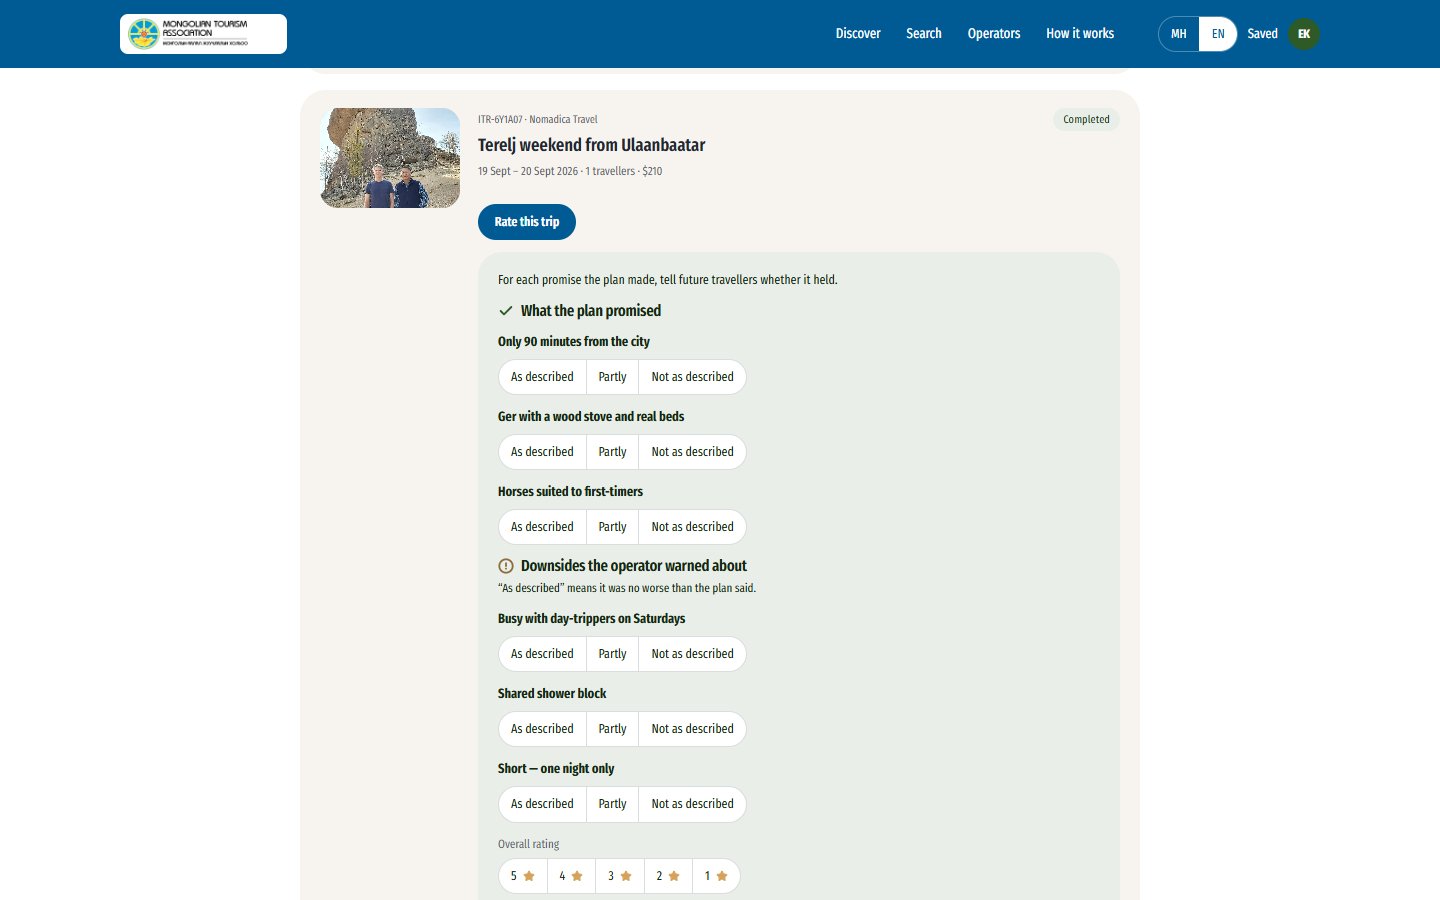 MONGOLIAN TOURISM
ASSOCIATION
Discover
Search
Operators
How it works
MН
EN
Saved
EK
ITR-6Y1A07 · Nomadica Travel
Completed
Terelj weekend from Ulaanbaatar
19 Sept – 20 Sept 2026 · 1 travellers · $210
Rate this trip
For each promise the plan made, tell future travellers whether it held.
What the plan promised
Only 90 minutes from the city
As described Partly Not as described
Ger with a wood stove and real beds
As described Partly Not as described
Horses suited to first-timers
As described Partly Not as described
Downsides the operator warned about
“As described” means it was no worse than the plan said.
Busy with day-trippers on Saturdays
As described Partly Not as described
Shared shower block
As described Partly Not as described
Short — one night only
As described Partly Not as described
Overall rating
5 4 3 2 1